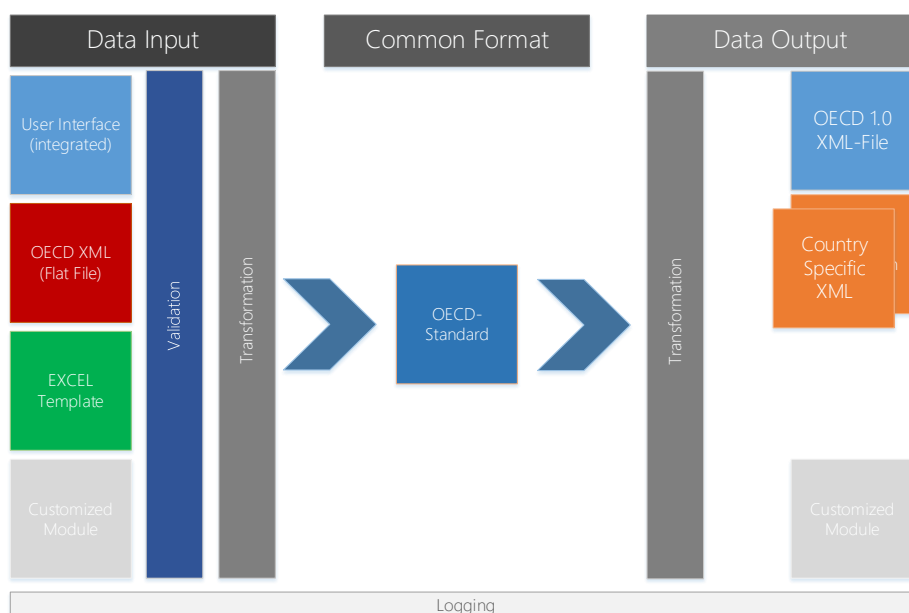 Data Input
Common Format
Data Output
User Interface
(integrated)
OECD XML
(Flat File)
EXCEL
Template
Customized
Module
Validation
Transformation
OECD-
Standard
Transformation
OECD 1.0
XML-File
Country
Specific
XML
Customized
Module
Logging